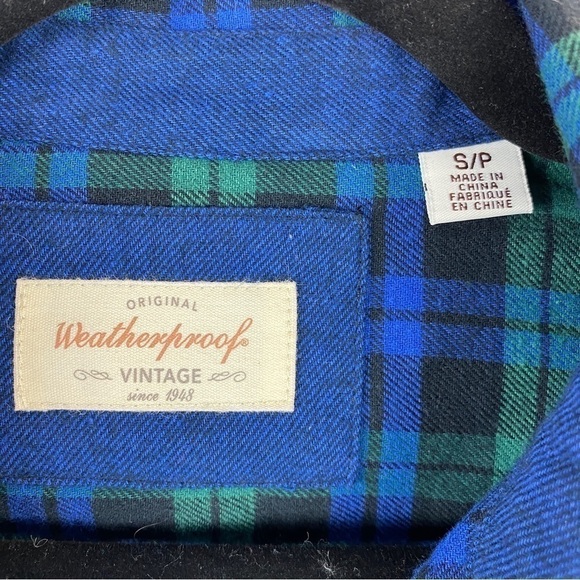 S/P
MADE IN
CHINA
FABRIQUÉ
EN CHINE
ORIGINAL
Weatherproof®
VINTAGE
since 1948